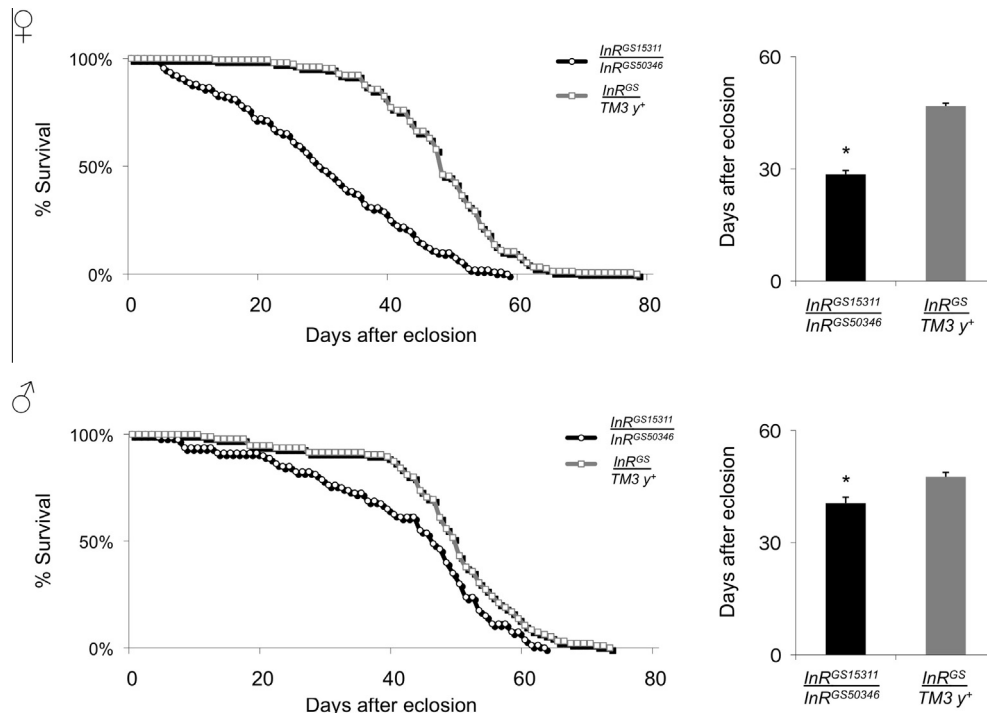 ♀
100%
50%
0%
% Survival
0 20 40 60 80
Days after eclosion
InR^GS15311
InR^GS50346
InR^GS
TM3 y+
60
30
0
Days after eclosion
*
InR^GS15311
InR^GS50346
InR^GS
TM3 y+
♂
100%
50%
0%
% Survival
0 20 40 60 80
Days after eclosion
InR^GS15311
InR^GS50346
InR^GS
TM3 y+
60
30
0
Days after eclosion
*
InR^GS15311
InR^GS50346
InR^GS
TM3 y+